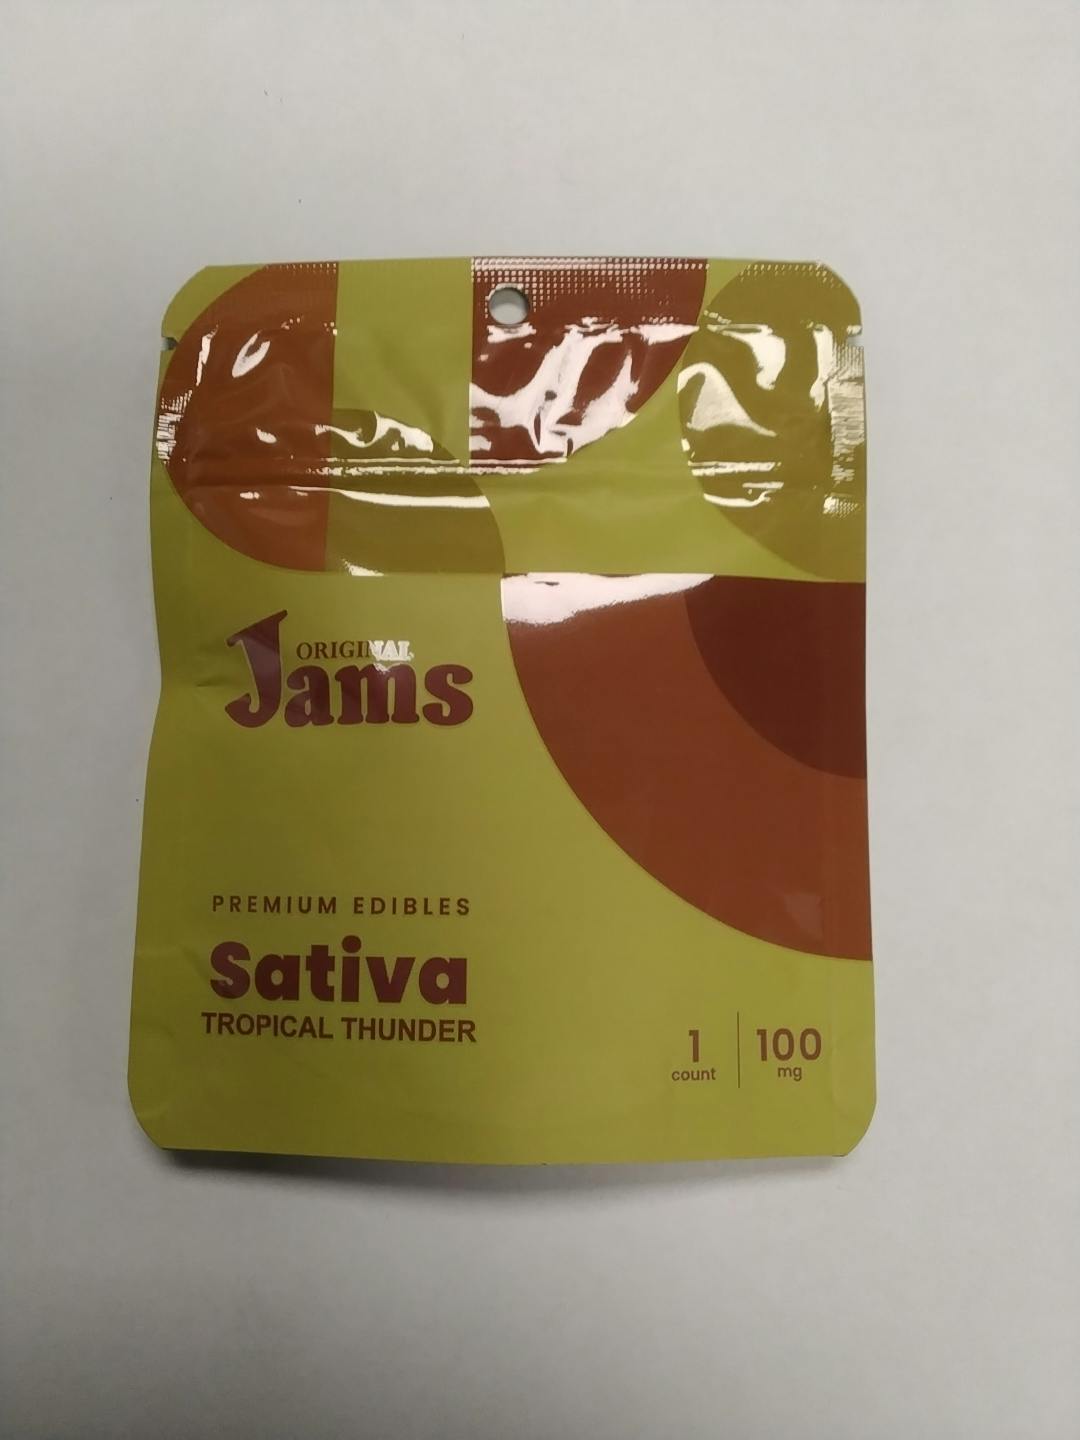 ORIGINAL
Jams
PREMIUM EDIBLES
Sativa
TROPICAL THUNDER
1 100
count mg